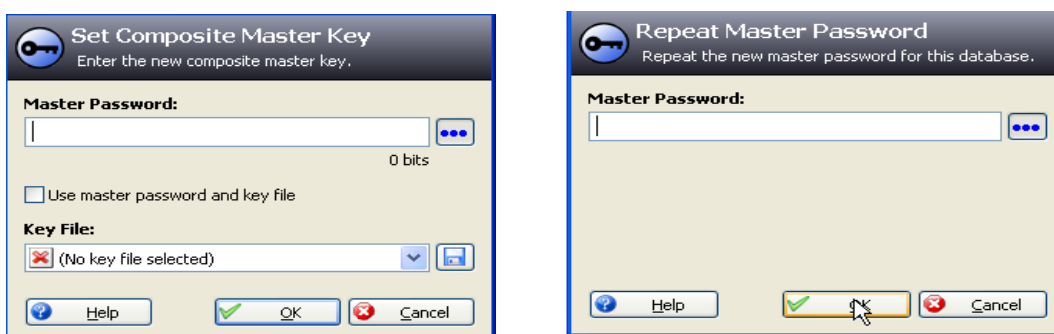 Set Composite Master Key
Enter the new composite master key.
Master Password:
0 bits
Use master password and key file
Key File:
(No key file selected)
Help
OK
Cancel
Repeat Master Password
Repeat the new master password for this database.
Master Password:
Help
OK
Cancel